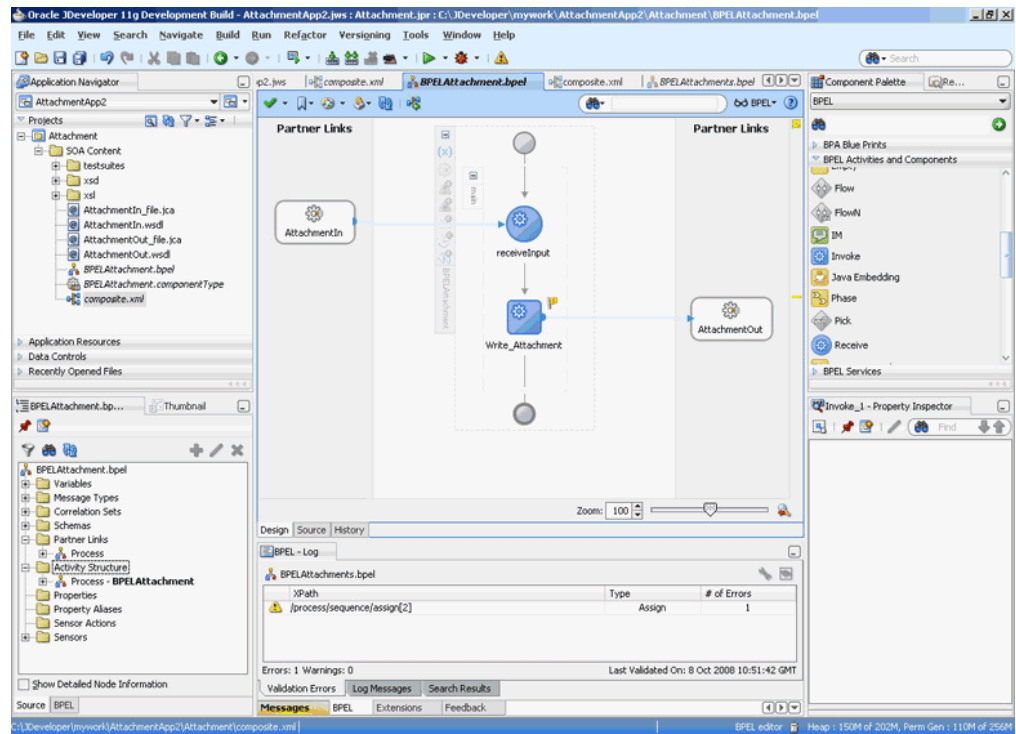 Oracle JDeveloper 11g Development Build - AttachmentApp2.jws : Attachment.jpr : C:\JDeveloper\mywork\AttachmentApp2\Attachment\BPELAttachment.bpel
File Edit View Search Navigate Build Run Refactor Versioning Tools Window Help
Search
Application Navigator
AttachmentApp2
Projects
Attachment
SOA Content
testsuites
xsd
xsl
AttachmentIn_file.jca
AttachmentIn.wsdl
AttachmentOut_file.jca
AttachmentOut.wsdl
BPELAttachment.bpel
BPELAttachment.componentType
composite.xml
Application Resources
Data Controls
Recently Opened Files
BPELAttachment.bp... Thumbnail
BPELAttachment.bpel
Variables
Message Types
Correlation Sets
Schemas
Partner Links
Process
Activity Structure
Process - BPELAttachment
Properties
Property Aliases
Sensor Actions
Sensors
Show Detailed Node Information
Source BPEL
p2.jws composite.xml BPELAttachment.bpel composite.xml BPELAttachments.bpel
BPEL
Partner Links
Partner Links
main
BPELAttachment
AttachmentIn
receiveInput
Write_Attachment
AttachmentOut
Zoom: 100
Design Source History
BPEL - Log
BPELAttachments.bpel
XPath Type # of Errors
/process/sequence/assign[2] Assign 1
Errors: 1 Warnings: 0 Last Validated On: 8 Oct 2008 10:51:42 GMT
Validation Errors Log Messages Search Results
Messages BPEL Extensions Feedback
Component Palette Re...
BPEL
BPA Blue Prints
BPEL Activities and Components
Empty
Flow
FlowN
IM
Invoke
Java Embedding
Phase
Pick
Receive
BPEL Services
Invoke_1 - Property Inspector
Find
C:\JDeveloper\mywork\AttachmentApp2\Attachment\composite.xml BPEL editor Heap : 150M of 202M, Perm Gen : 110M of 256M